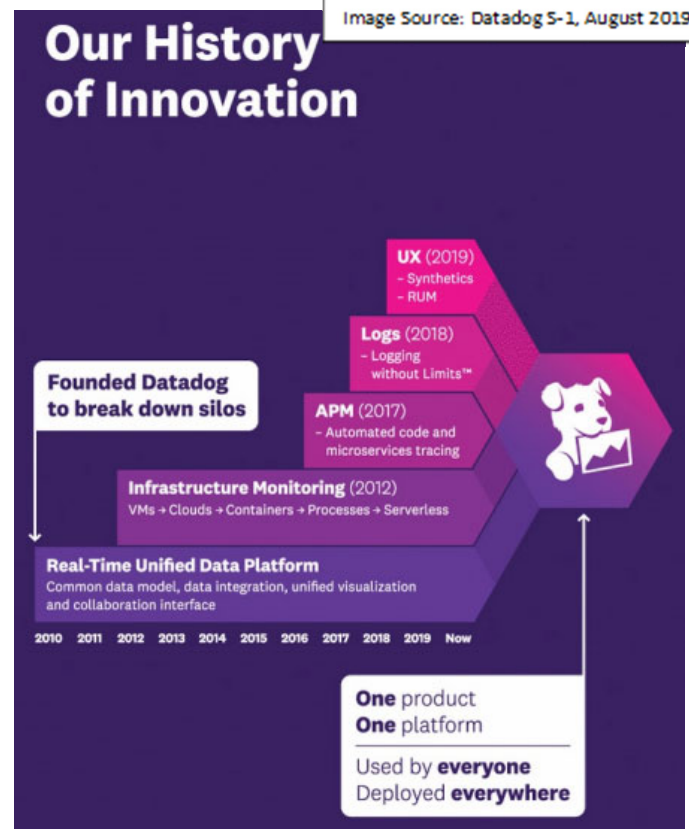 Image Source: Datadog S-1, August 2019
Our History
of Innovation
UX (2019)
– Synthetics
– RUM
Logs (2018)
– Logging
without Limits™
Founded Datadog
to break down silos
APM (2017)
– Automated code and
microservices tracing
Infrastructure Monitoring (2012)
VMs → Clouds → Containers → Processes → Serverless
Real-Time Unified Data Platform
Common data model, data integration, unified visualization
and collaboration interface
2010 2011 2012 2013 2014 2015 2016 2017 2018 2019 Now
One product
One platform
Used by everyone
Deployed everywhere